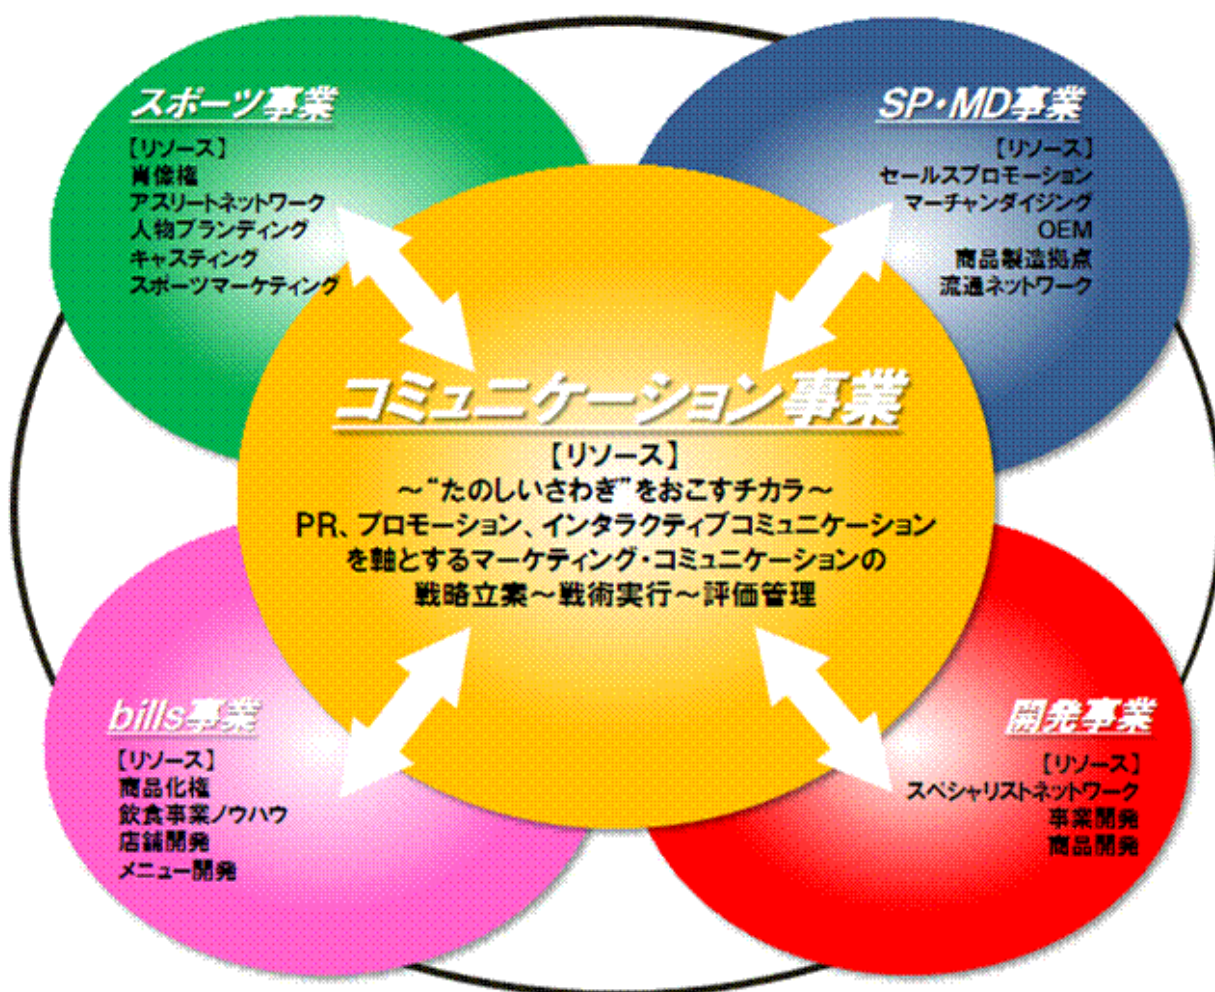 スポーツ事業
【リソース】
肖像権
アスリートネットワーク
人物ブランディング
キャスティング
スポーツマーケティング
SP・MD事業
【リソース】
セールスプロモーション
マーチャンダイジング
OEM
商品製造拠点
流通ネットワーク
コミュニケーション事業
【リソース】
～“たのしいさわぎ”をおこすチカラ～
PR、プロモーション、インタラクティブコミュニケーション
を軸とするマーケティング・コミュニケーションの
戦略立案～戦術実行～評価管理
bills事業
【リソース】
商品化権
飲食事業ノウハウ
店舗開発
メニュー開発
開発事業
【リソース】
スペシャリストネットワーク
事業開発
商品開発